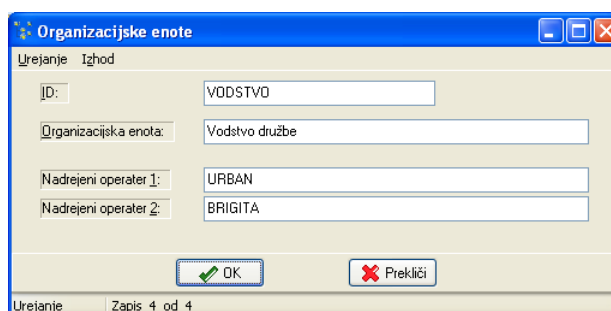 Organizacijske enote
Urejanje Izhod
ID: VODSTVO
Organizacijska enota: Vodstvo družbe
Nadrejeni operater 1: URBAN
Nadrejeni operater 2: BRIGITA
OK Prekliči
Urejanje Zapis 4 od 4